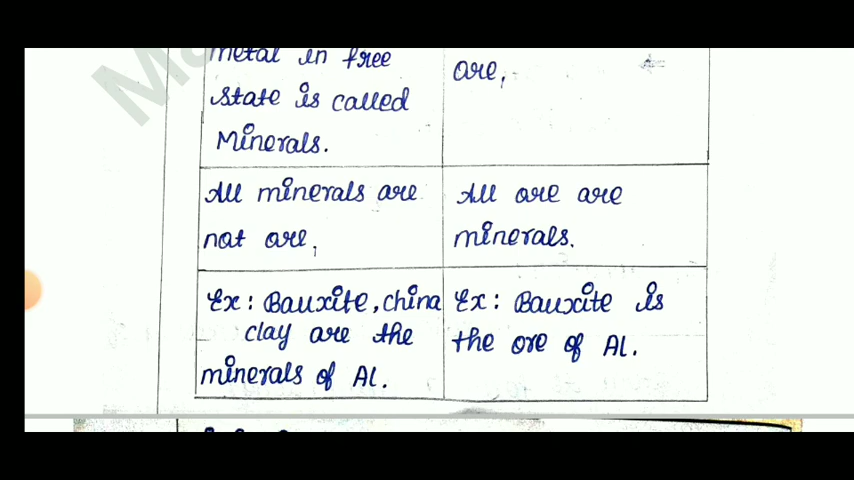 metal in free
state is called
Minerals.
ore,
All minerals are
not ore,
All ore are
minerals.
Ex: Bauxite, china
clay are the
minerals of Al.
Ex: Bauxite is
the ore of Al.